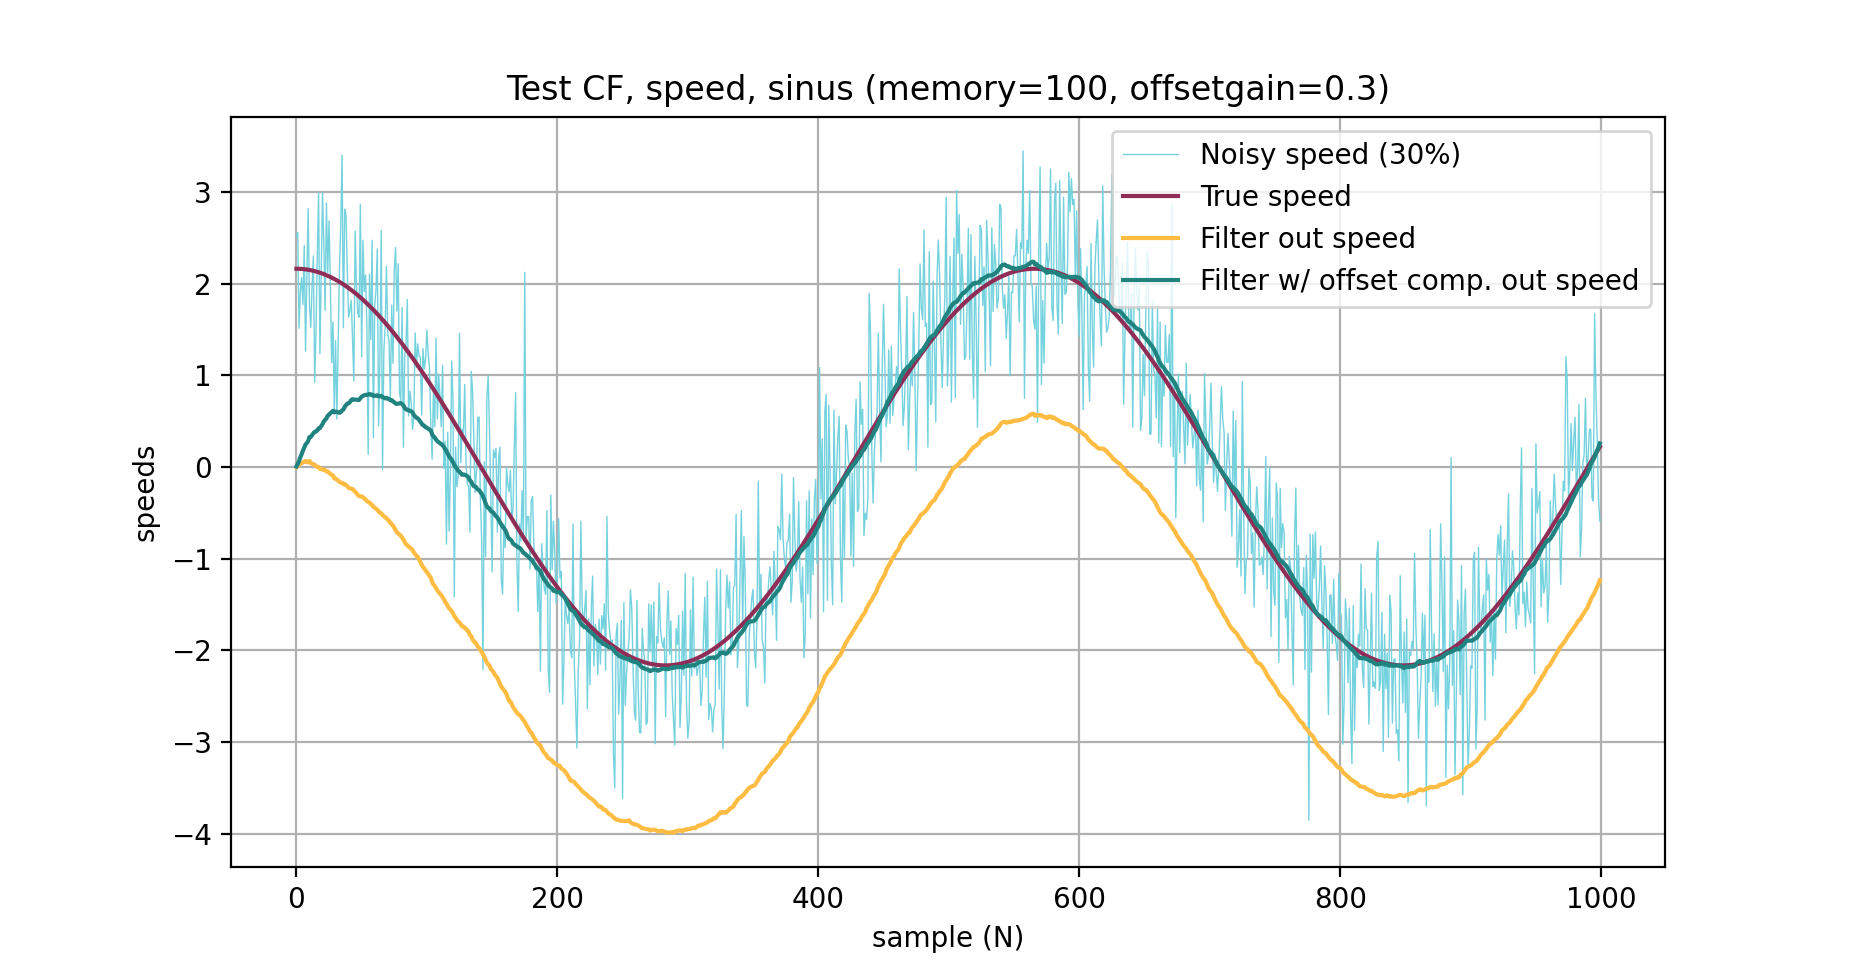 Test CF, speed, sinus (memory=100, offsetgain=0.3)
Noisy speed (30%)
True speed
Filter out speed
Filter w/ offset comp. out speed
3
2
1
0
−1
−2
−3
−4
speeds
0 200 400 600 800 1000
sample (N)